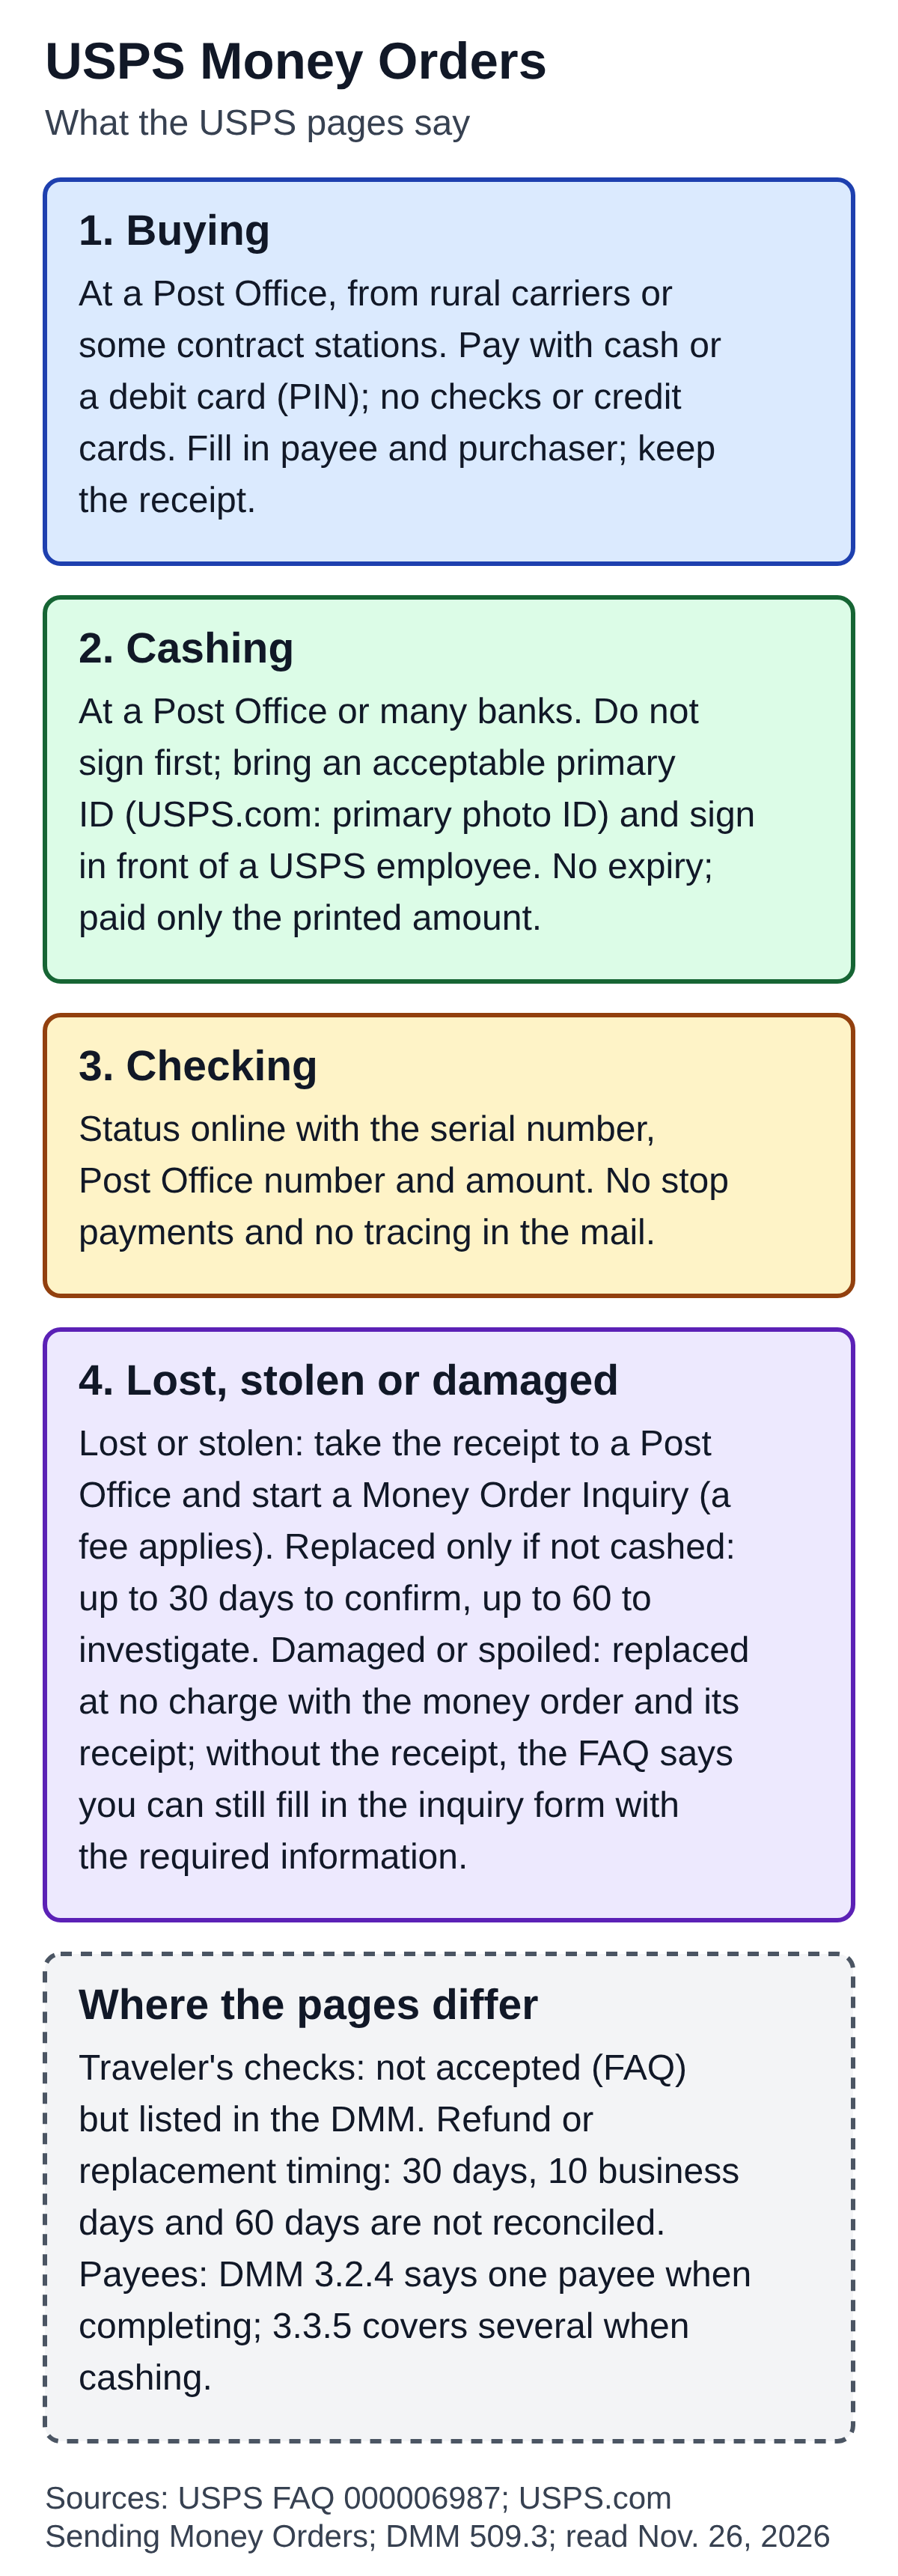 USPS Money Orders
What the USPS pages say
1. Buying
At a Post Office, from rural carriers or
some contract stations. Pay with cash or
a debit card (PIN); no checks or credit
cards. Fill in payee and purchaser; keep
the receipt.
2. Cashing
At a Post Office or many banks. Do not
sign first; bring an acceptable primary
ID (USPS.com: primary photo ID) and sign
in front of a USPS employee. No expiry;
paid only the printed amount.
3. Checking
Status online with the serial number,
Post Office number and amount. No stop
payments and no tracing in the mail.
4. Lost, stolen or damaged
Lost or stolen: take the receipt to a Post
Office and start a Money Order Inquiry (a
fee applies). Replaced only if not cashed:
up to 30 days to confirm, up to 60 to
investigate. Damaged or spoiled: replaced
at no charge with the money order and its
receipt; without the receipt, the FAQ says
you can still fill in the inquiry form with
the required information.
Where the pages differ
Traveler's checks: not accepted (FAQ)
but listed in the DMM. Refund or
replacement timing: 30 days, 10 business
days and 60 days are not reconciled.
Payees: DMM 3.2.4 says one payee when
completing; 3.3.5 covers several when
cashing.
Sources: USPS FAQ 000006987; USPS.com
Sending Money Orders; DMM 509.3; read Nov. 26, 2026